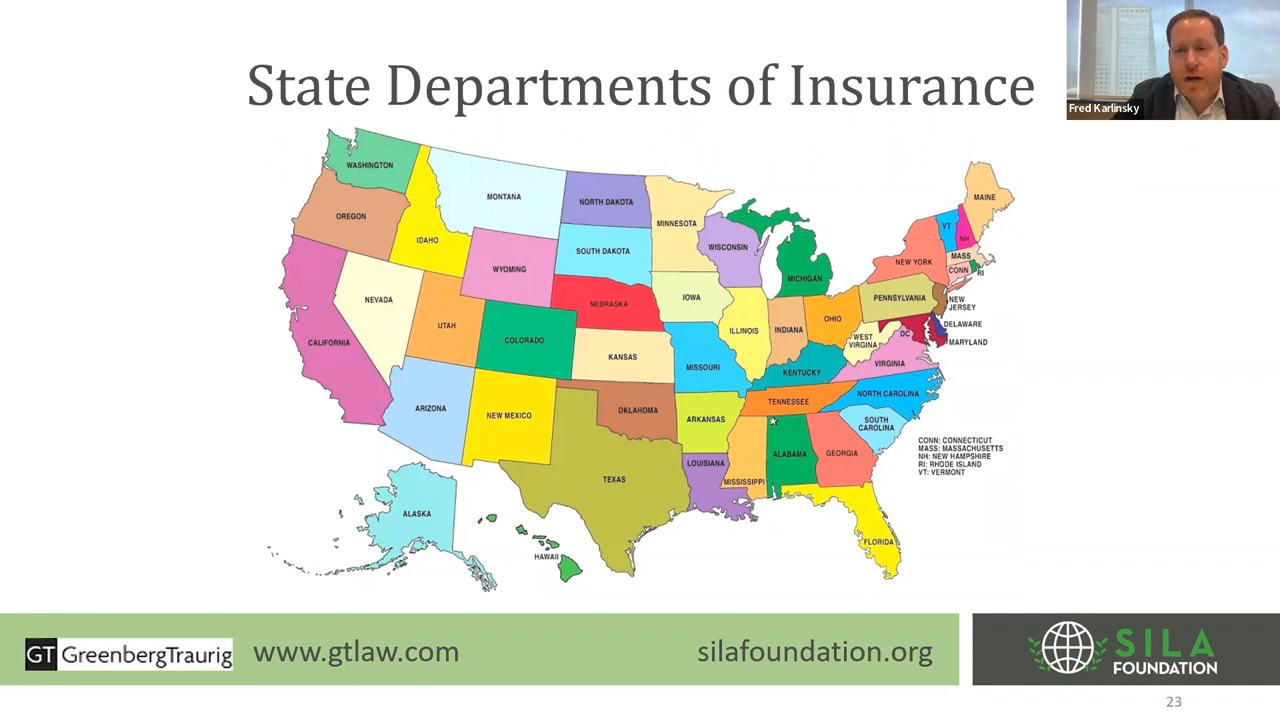 State Departments of Insurance
Fred Karlinsky
WASHINGTON
MONTANA
NORTH DAKOTA
MINNESOTA
MAINE
OREGON
IDAHO
VT
NH
WISCONSIN
SOUTH DAKOTA
MASS
NEW YORK
CONN
RI
WYOMING
MICHIGAN
NEVADA
NEBRASKA
IOWA
PENNSYLVANIA
NEW
JERSEY
UTAH
ILLINOIS
INDIANA
OHIO
DELAWARE
DC
WEST
VIRGINIA
MARYLAND
CALIFORNIA
COLORADO
KANSAS
MISSOURI
KENTUCKY
VIRGINIA
ARIZONA
NEW MEXICO
OKLAHOMA
ARKANSAS
TENNESSEE
NORTH CAROLINA
SOUTH
CAROLINA
TEXAS
LOUISIANA
MISSISSIPPI
ALABAMA
GEORGIA
CONN: CONNECTICUT
MASS: MASSACHUSETTS
NH: NEW HAMPSHIRE
RI: RHODE ISLAND
VT: VERMONT
ALASKA
HAWAII
FLORIDA
GT GreenbergTraurig
www.gtlaw.com
silafoundation.org
SILA
FOUNDATION
23